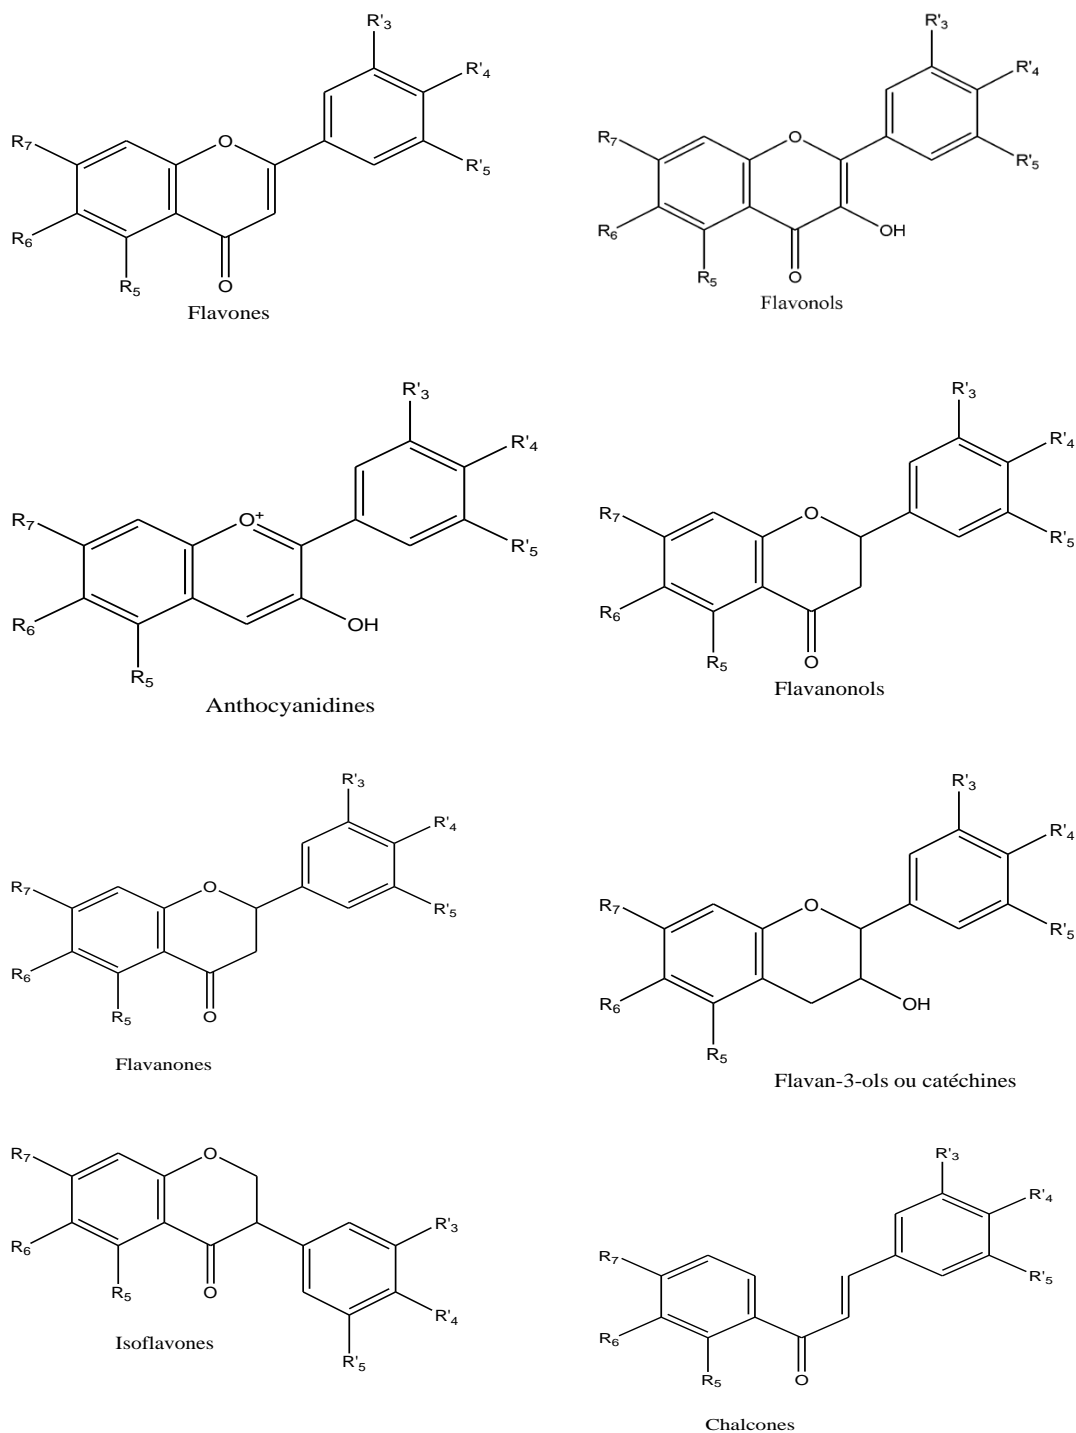 R'3
R'4
R7
O
R'5
R6
R5
O
Flavones
R'3
R'4
R7
O
R'5
R6
OH
R5
O
Flavonols
R'3
R'4
R7
O+
R'5
R6
OH
R5
Anthocyanidines
R'3
R'4
R7
O
R'5
R6
R5
O
Flavanonols
R'3
R'4
R7
O
R'5
R6
R5
O
Flavanones
R'3
R'4
R7
O
R'5
R6
OH
R5
Flavan-3-ols ou catéchines
R7
O
R'3
R6
R5
O
R'4
R'5
Isoflavones
R'3
R'4
R7
R'5
R6
R5
O
Chalcones